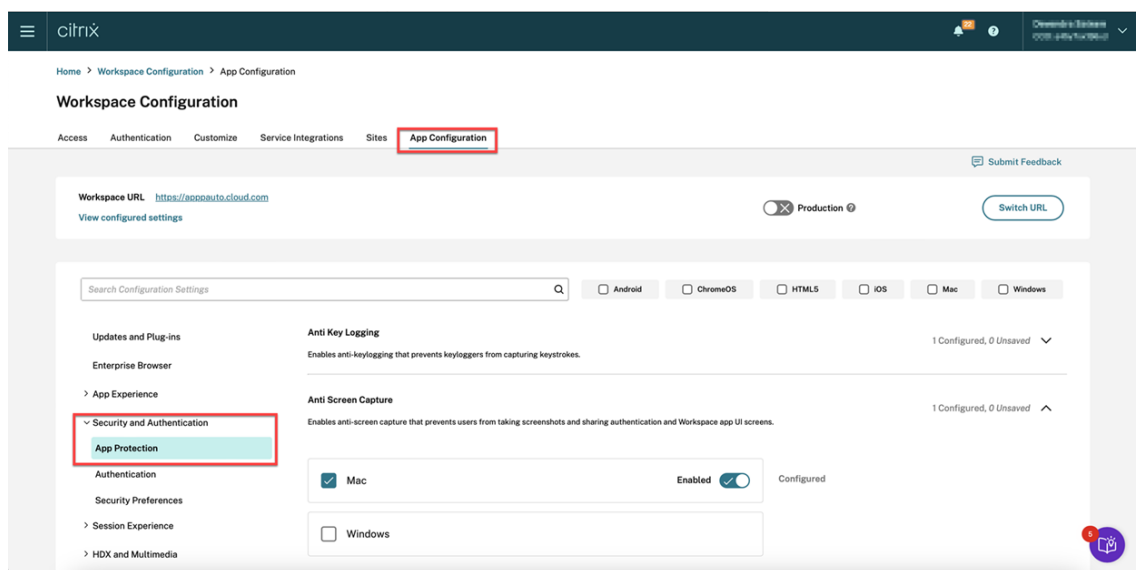 citrix
22
?
Home > Workspace Configuration > App Configuration
Workspace Configuration
Access Authentication Customize Service Integrations Sites App Configuration
Submit Feedback
Workspace URL https://apppauto.cloud.com
View configured settings
Production ?
Switch URL
Search Configuration Settings
Android ChromeOS HTML5 iOS Mac Windows
Updates and Plug-ins
Enterprise Browser
App Experience
Security and Authentication
App Protection
Authentication
Security Preferences
Session Experience
HDX and Multimedia
Anti Key Logging
Enables anti-keylogging that prevents keyloggers from capturing keystrokes.
1 Configured, 0 Unsaved
Anti Screen Capture
Enables anti-screen capture that prevents users from taking screenshots and sharing authentication and Workspace app UI screens.
1 Configured, 0 Unsaved
Mac Enabled Configured
Windows
5